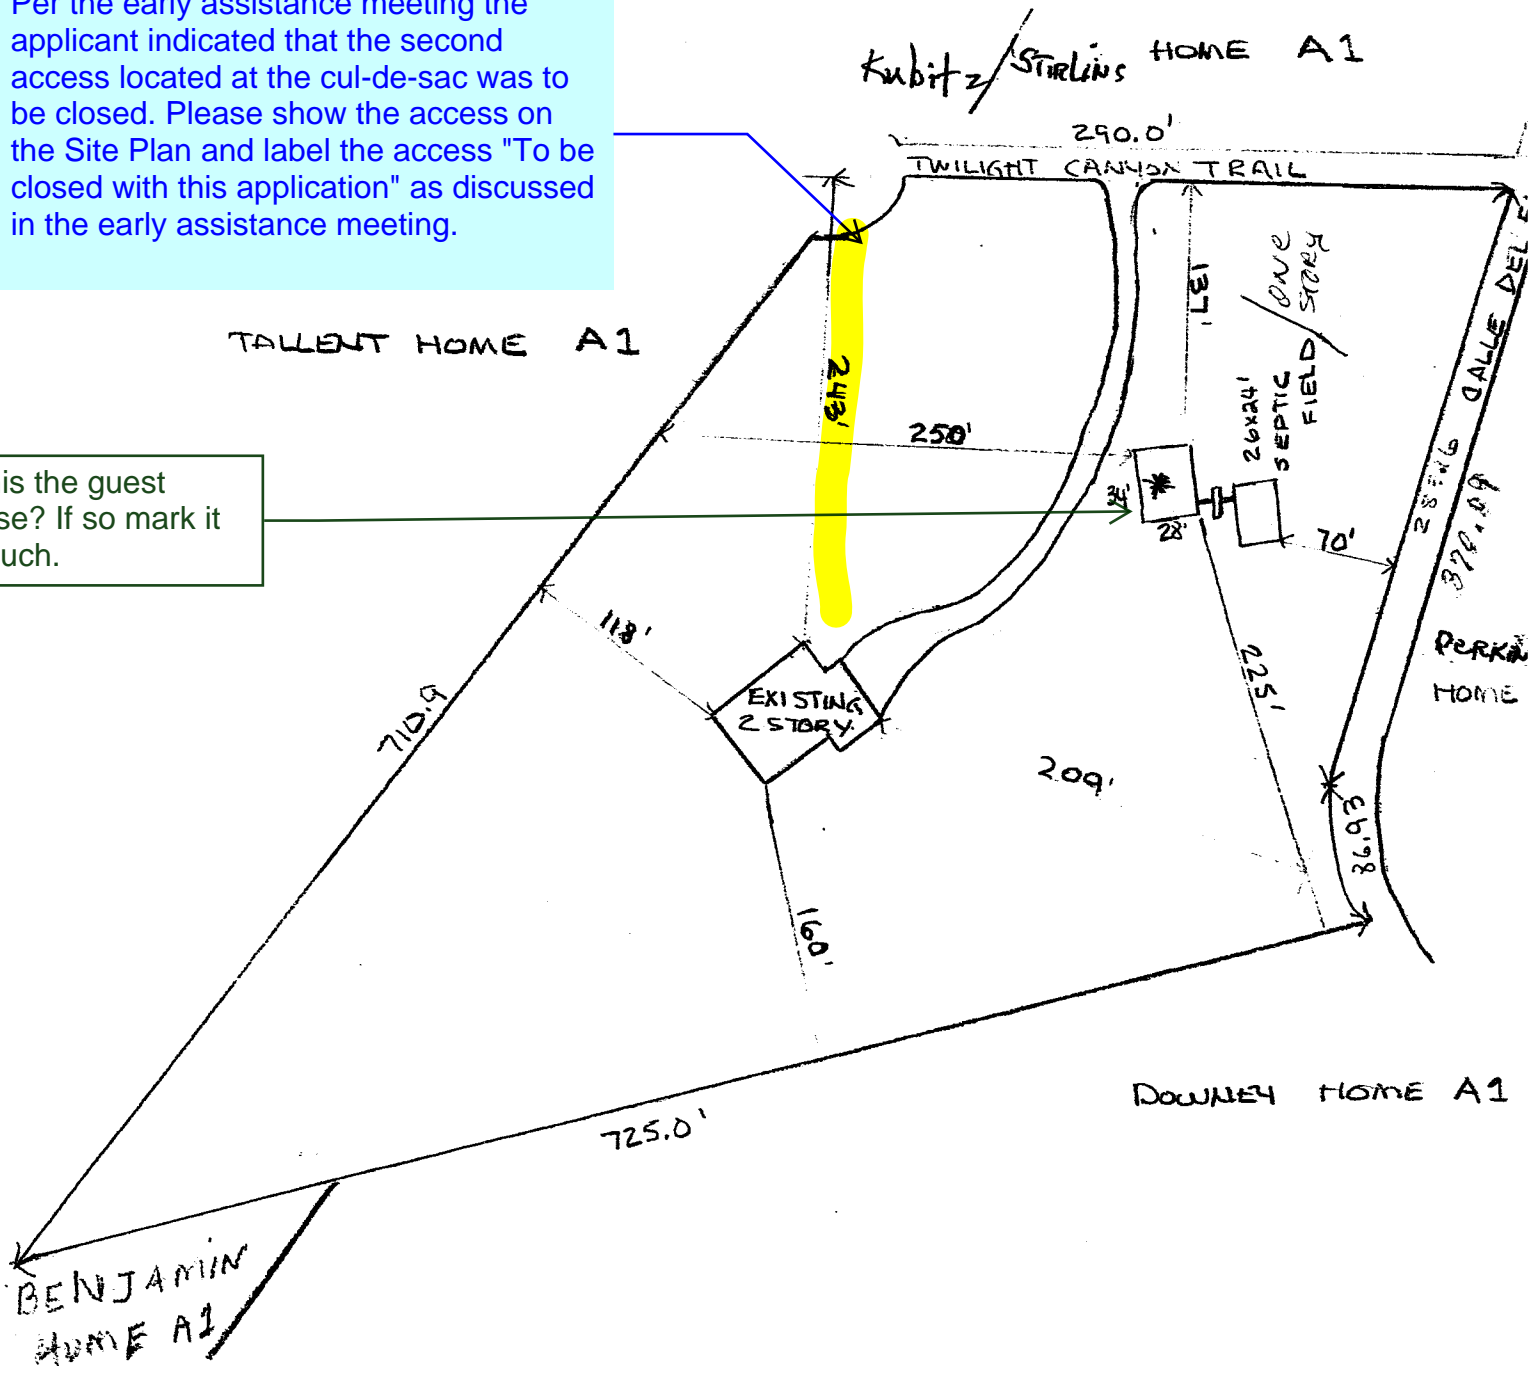 Per the early assistance meeting the
applicant indicated that the second
access located at the cul-de-sac was to
be closed. Please show the access on
the Site Plan and label the access "To be
closed with this application" as discussed
in the early assistance meeting.
Kubitz/STIRLING HOME A1
290.0'
TWILIGHT CANYON TRAIL
TALLENT HOME A1
243'
137'
ONE
STORY
26x24'
SEPTIC
FIELD
CALLE DEL
250'
is the guest
se? If so mark it
uch.
34'
28'
70'
118'
225'
PERKIN
HOME
EXISTING
2 STORY
710.9
209'
93.98
160'
725.0'
DOWNEY HOME A1
BENJAMIN
HOME A1